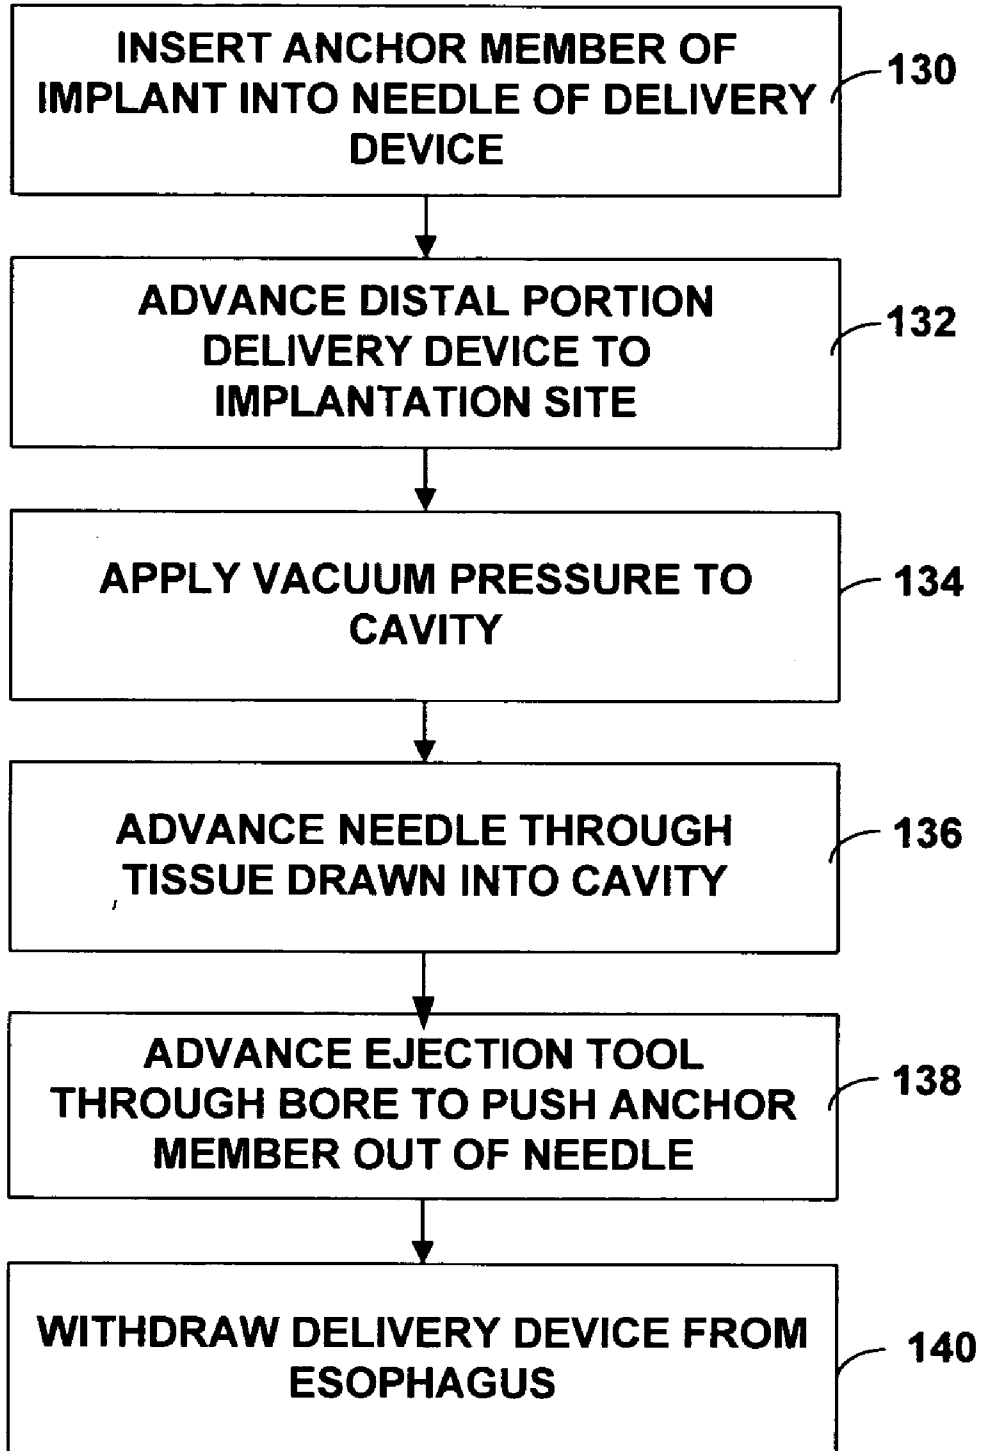 INSERT ANCHOR MEMBER OF
IMPLANT INTO NEEDLE OF DELIVERY
DEVICE
130
ADVANCE DISTAL PORTION
DELIVERY DEVICE TO
IMPLANTATION SITE
132
APPLY VACUUM PRESSURE TO
CAVITY
134
ADVANCE NEEDLE THROUGH
TISSUE DRAWN INTO CAVITY
136
ADVANCE EJECTION TOOL
THROUGH BORE TO PUSH ANCHOR
MEMBER OUT OF NEEDLE
138
WITHDRAW DELIVERY DEVICE FROM
ESOPHAGUS
140